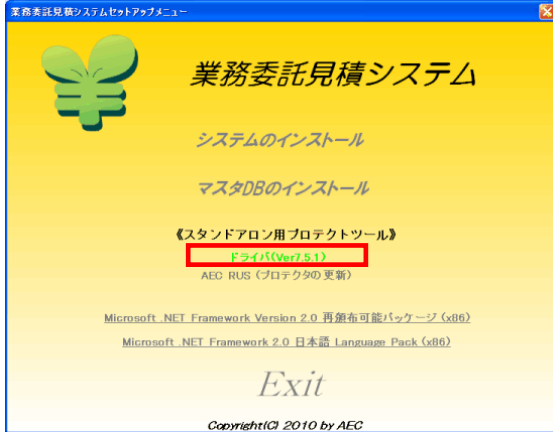 業務委託見積システムセットアップメニュー
業務委託見積システム
システムのインストール
マスタDBのインストール
《スタンドアロン用プロテクトツール》
ドライバ(Ver7.5.1)
AEC RUS (プロテクタの更新)
Microsoft .NET Framework Version 2.0 再頒布可能パッケージ (x86)
Microsoft .NET Framework 2.0 日本語 Language Pack (x86)
Exit
Copyright(C) 2010 by AEC